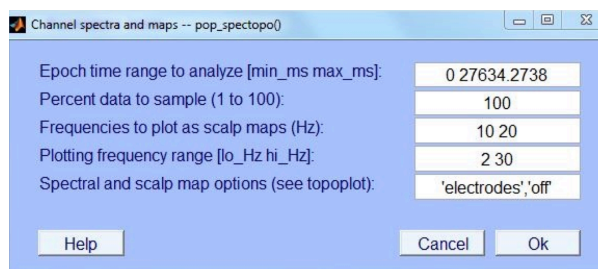 Channel spectra and maps -- pop_spectopo()
Epoch time range to analyze [min_ms max_ms]: 0 27634.2738
Percent data to sample (1 to 100): 100
Frequencies to plot as scalp maps (Hz): 10 20
Plotting frequency range [lo_Hz hi_Hz]: 2 30
Spectral and scalp map options (see topoplot): 'electrodes','off'
Help Cancel Ok